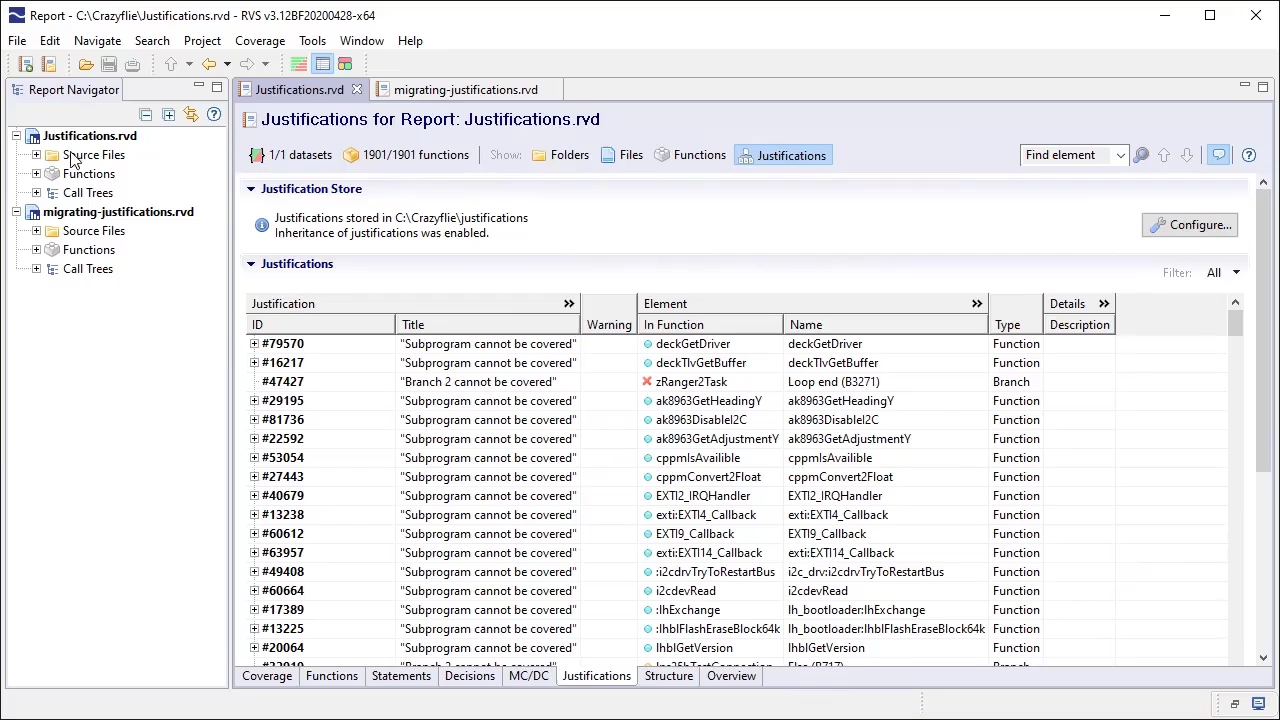 Report - C:\Crazyflie\Justifications.rvd - RVS v3.12BF20200428-x64
File Edit Navigate Search Project Coverage Tools Window Help
Report Navigator
Justifications.rvd
Source Files
Functions
Call Trees
migrating-justifications.rvd
Source Files
Functions
Call Trees
Justifications.rvd migrating-justifications.rvd
Justifications for Report: Justifications.rvd
1/1 datasets 1901/1901 functions Show: Folders Files Functions Justifications Find element
Justification Store
Justifications stored in C:\Crazyflie\justifications
Inheritance of justifications was enabled.
Configure...
Justifications
Filter: All
Justification Element Details
ID Title Warning In Function Name Type Description
#79570 "Subprogram cannot be covered" deckGetDriver deckGetDriver Function
#16217 "Subprogram cannot be covered" deckTlvGetBuffer deckTlvGetBuffer Function
#47427 "Branch 2 cannot be covered" zRanger2Task Loop end (B3271) Branch
#29195 "Subprogram cannot be covered" ak8963GetHeadingY ak8963GetHeadingY Function
#81736 "Subprogram cannot be covered" ak8963DisableI2C ak8963DisableI2C Function
#22592 "Subprogram cannot be covered" ak8963GetAdjustmentY ak8963GetAdjustmentY Function
#53054 "Subprogram cannot be covered" cppmIsAvailible cppmIsAvailible Function
#27443 "Subprogram cannot be covered" cppmConvert2Float cppmConvert2Float Function
#40679 "Subprogram cannot be covered" EXTI2_IRQHandler EXTI2_IRQHandler Function
#13238 "Subprogram cannot be covered" exti:EXTI4_Callback exti:EXTI4_Callback Function
#60612 "Subprogram cannot be covered" EXTI9_Callback EXTI9_Callback Function
#63957 "Subprogram cannot be covered" exti:EXTI14_Callback exti:EXTI14_Callback Function
#49408 "Subprogram cannot be covered" :i2cdrvTryToRestartBus i2c_drv:i2cdrvTryToRestartBus Function
#60664 "Subprogram cannot be covered" i2cdevRead i2cdevRead Function
#17389 "Subprogram cannot be covered" :lhExchange lh_bootloader:lhExchange Function
#13225 "Subprogram cannot be covered" :lhblFlashEraseBlock64k lh_bootloader:lhblFlashEraseBlock64k Function
#20064 "Subprogram cannot be covered" lhblGetVersion lhblGetVersion Function
"Branch 2 cannot be covered" Else (B717) Branch
Coverage Functions Statements Decisions MC/DC Justifications Structure Overview